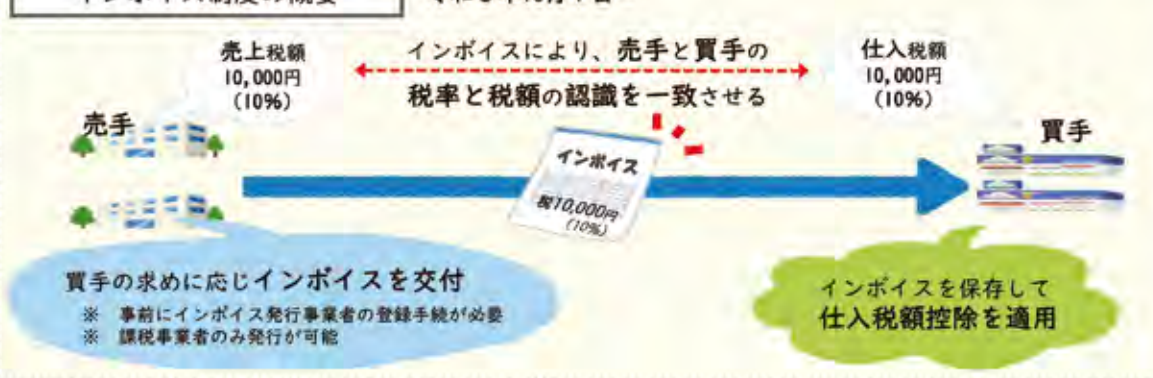 売上税額
10,000円
(10%)
インボイスにより、売手と買手の
税率と税額の認識を一致させる
仕入税額
10,000円
(10%)
売手
買手
インボイス
税10,000円
(10%)
買手の求めに応じインボイスを交付
※ 事前にインボイス発行事業者の登録手続が必要
※ 課税事業者のみ発行が可能
インボイスを保存して
仕入税額控除を適用